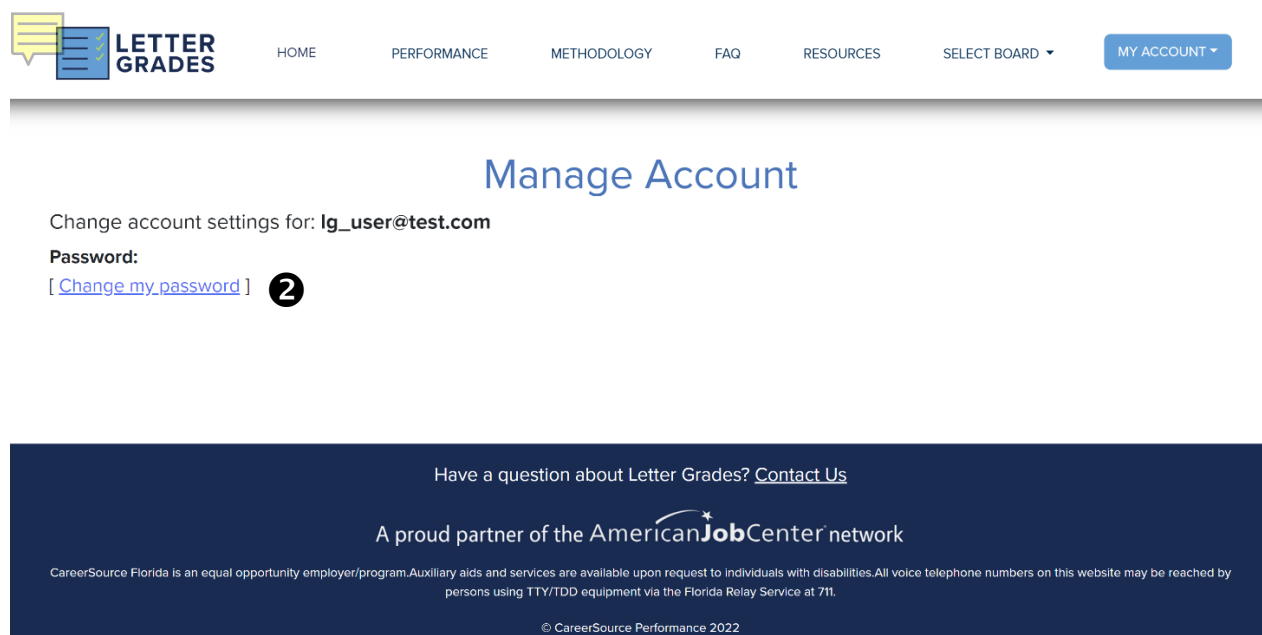 LETTER
GRADES
HOME PERFORMANCE METHODOLOGY FAQ RESOURCES SELECT BOARD MY ACCOUNT
Manage Account
Change account settings for: lg_user@test.com
Password:
[ Change my password ] 2
Have a question about Letter Grades? Contact Us
A proud partner of the AmericanJobCenter network
CareerSource Florida is an equal opportunity employer/program.Auxiliary aids and services are available upon request to individuals with disabilities.All voice telephone numbers on this website may be reached by
persons using TTY/TDD equipment via the Florida Relay Service at 711.
© CareerSource Performance 2022